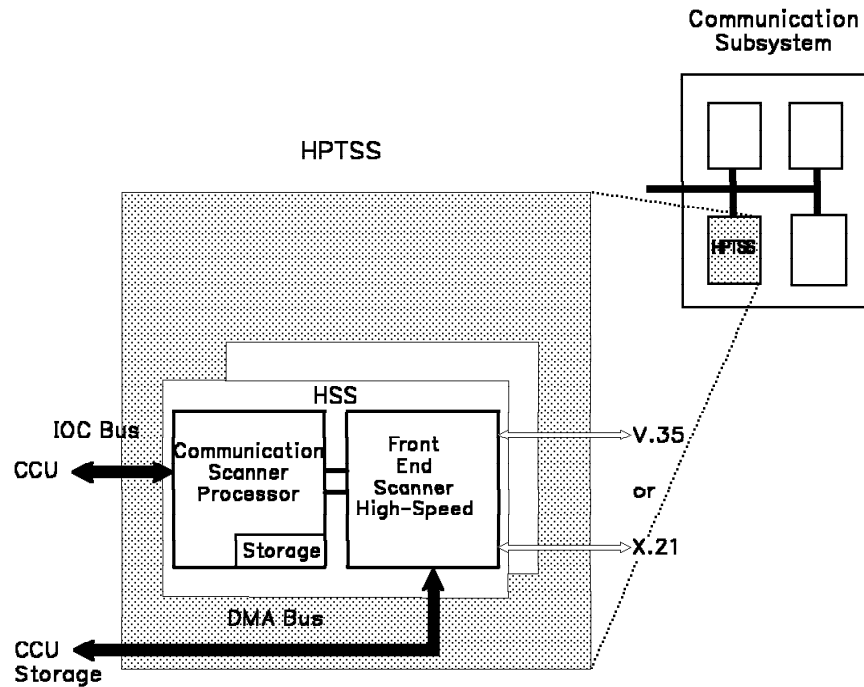 Communication
Subsystem
HPTSS
HPTSS
HSS
IOC Bus
CCU
Communication
Scanner
Processor
Storage
Front
End
Scanner
High-Speed
V.35
or
X.21
DMA Bus
CCU
Storage